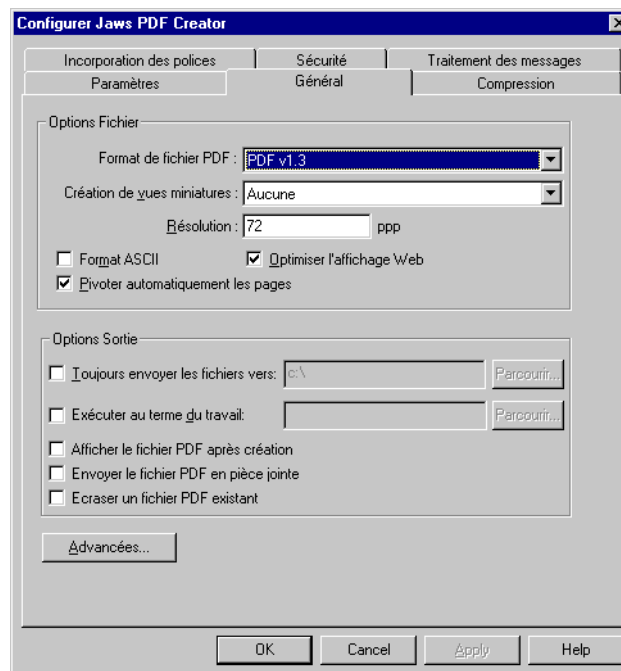 Configurer Jaws PDF Creator
Incorporation des polices Sécurité Traitement des messages
Paramètres Général Compression
Options Fichier
Format de fichier PDF : PDF v1.3
Création de vues miniatures : Aucune
Résolution : 72 ppp
Format ASCII Optimiser l'affichage Web
Pivoter automatiquement les pages
Options Sortie
Toujours envoyer les fichiers vers: c:\ Parcourir...
Exécuter au terme du travail: Parcourir...
Afficher le fichier PDF après création
Envoyer le fichier PDF en pièce jointe
Ecraser un fichier PDF existant
Advancées...
OK Cancel Apply Help